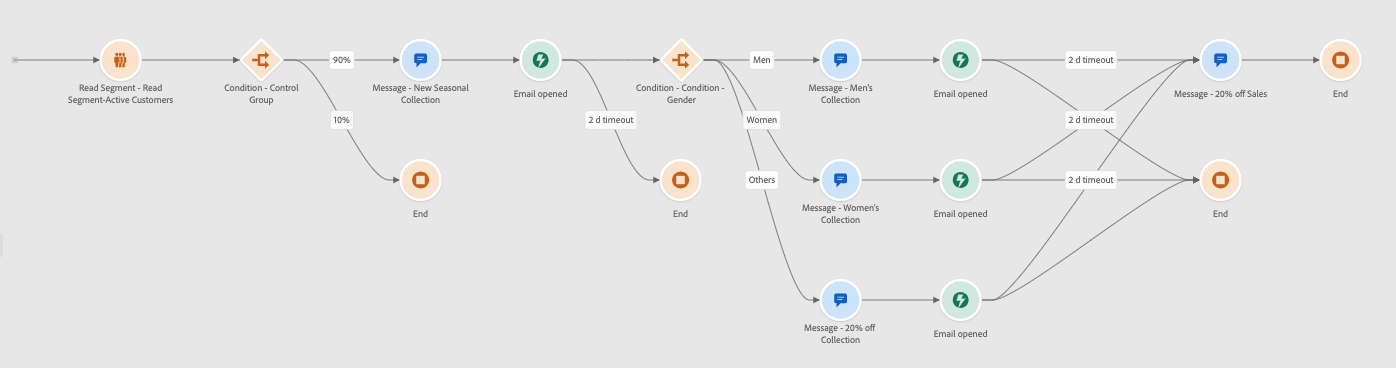 90%
Men
2 d timeout
Read Segment - Read
Segment-Active Customers
Condition - Control
Group
Message - New Seasonal
Collection
Email opened
Condition - Condition -
Gender
Message - Men's
Collection
Email opened
Message - 20% off Sales
End
10%
2 d timeout
Women
2 d timeout
Others
2 d timeout
End
End
Message - Women's
Collection
Email opened
End
Message - 20% off
Collection
Email opened